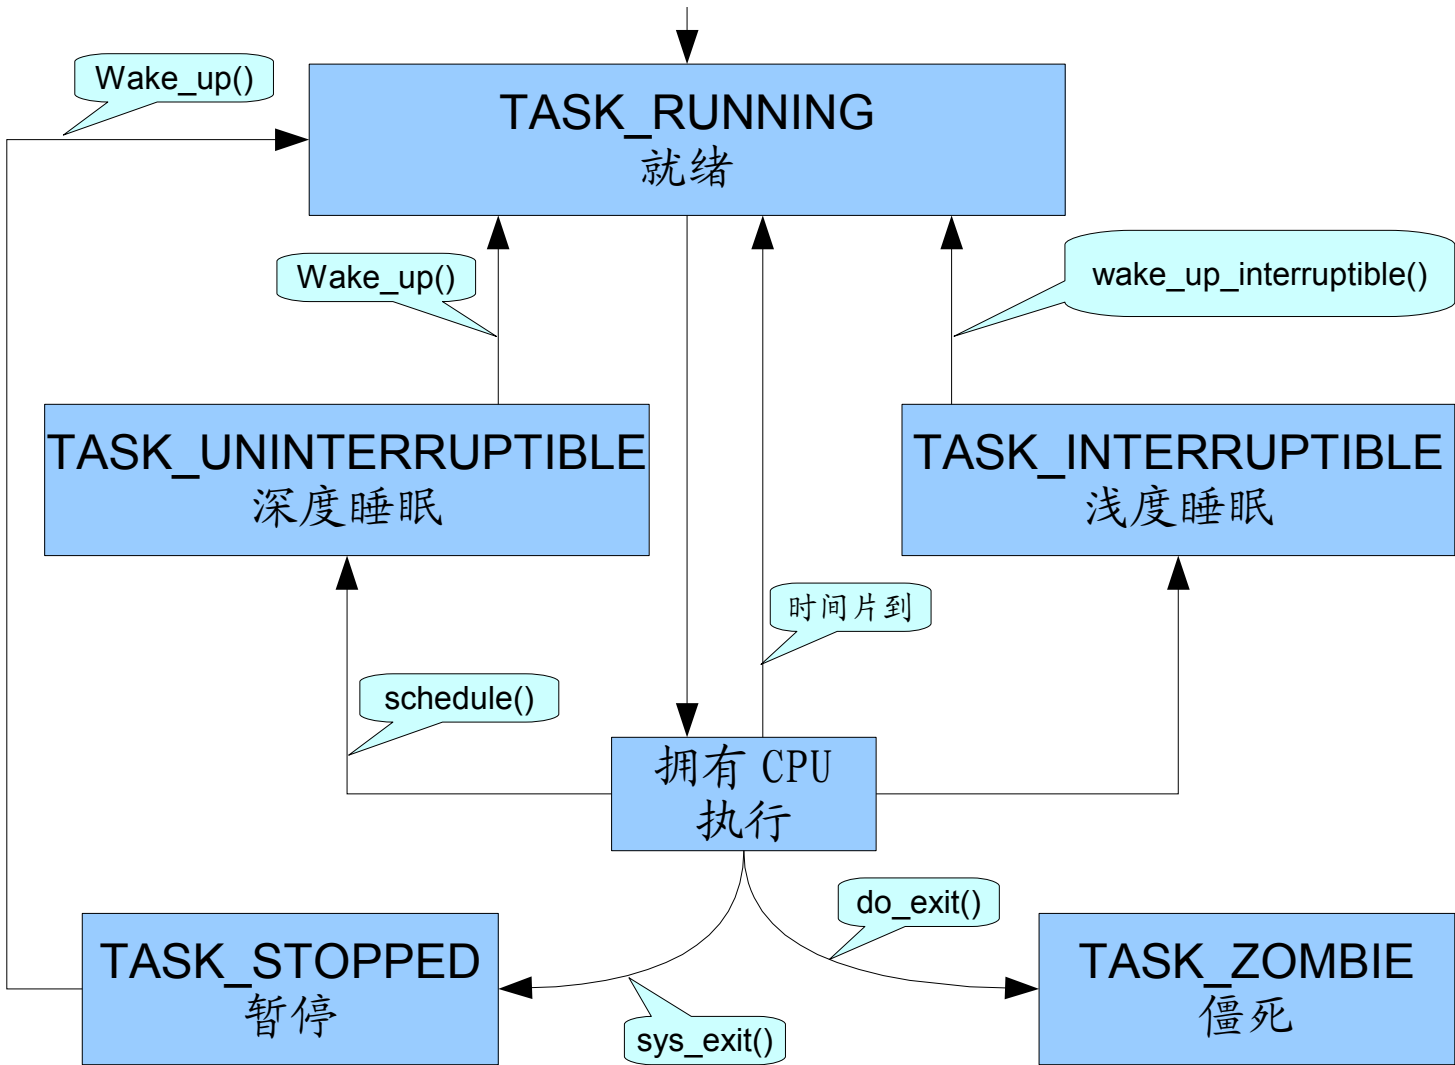 Wake_up()
TASK_RUNNING
就绪
Wake_up()
wake_up_interruptible()
TASK_UNINTERRUPTIBLE
深度睡眠
TASK_INTERRUPTIBLE
浅度睡眠
时间片到
schedule()
拥有 CPU
执行
do_exit()
TASK_STOPPED
暂停
sys_exit()
TASK_ZOMBIE
僵死